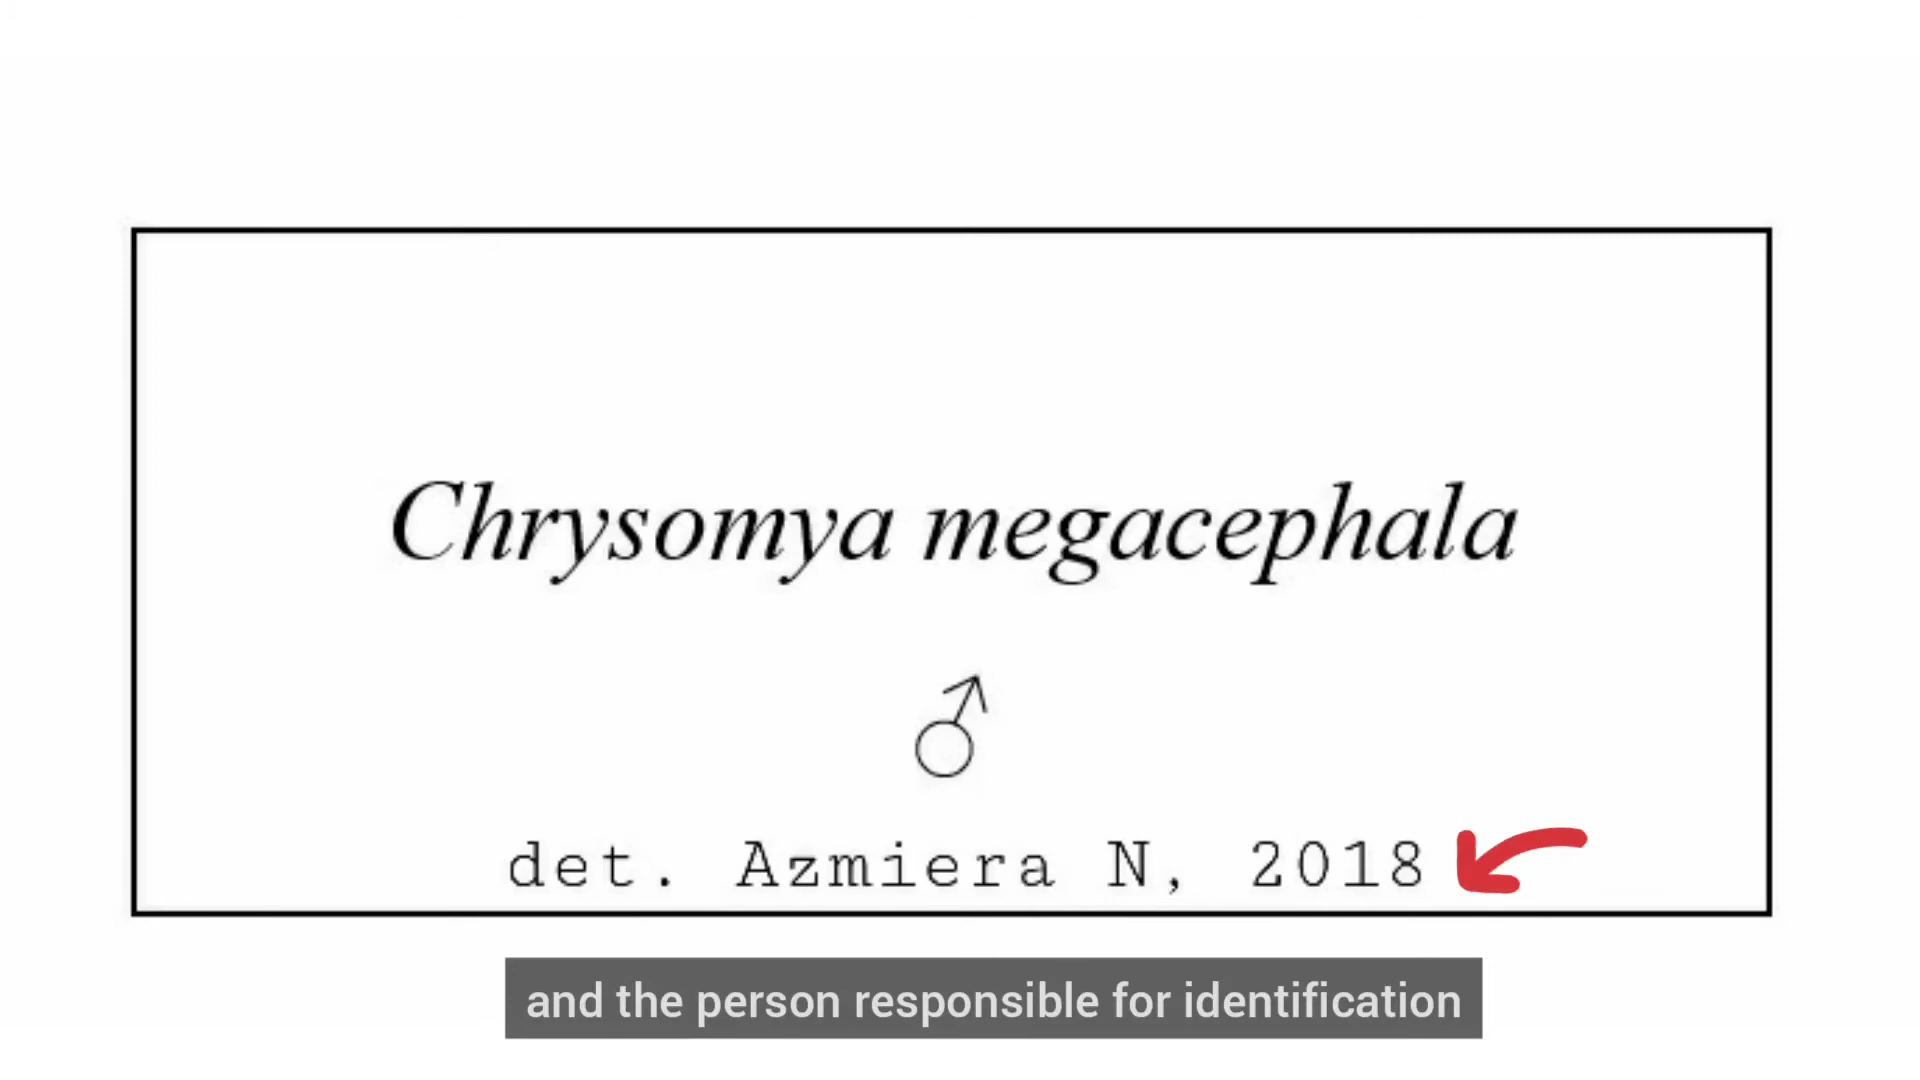 Chrysomya megacephala
♂
det. Azmiera N, 2018
and the person responsible for identification